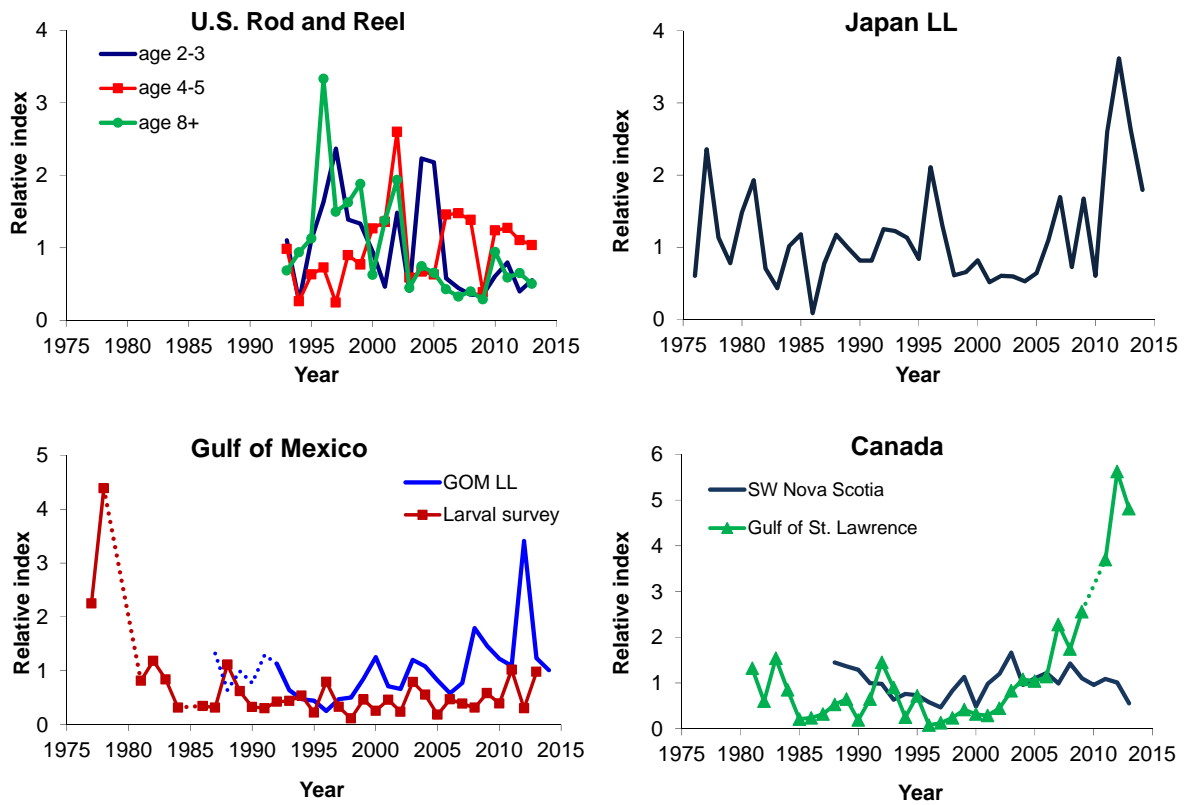 U.S. Rod and Reel
Relative index
4
3
2
1
0
age 2-3
age 4-5
age 8+
1975 1980 1985 1990 1995 2000 2005 2010 2015
Year
Japan LL
Relative index
4
3
2
1
0
1975 1980 1985 1990 1995 2000 2005 2010 2015
Year
Gulf of Mexico
Relative index
5
4
3
2
1
0
GOM LL
Larval survey
1975 1980 1985 1990 1995 2000 2005 2010 2015
Year
Canada
Relative index
6
5
4
3
2
1
0
SW Nova Scotia
Gulf of St. Lawrence
1975 1980 1985 1990 1995 2000 2005 2010 2015
Year